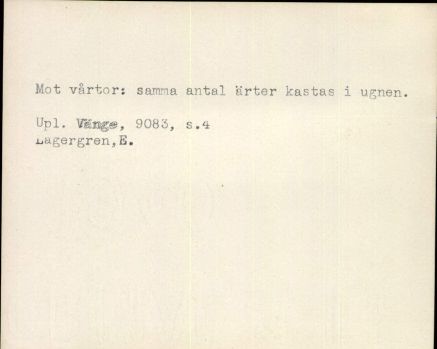 Mot vårtor: samma antal ärter kastas i ugnen.
Upl. Vänge, 9083, s.4
Lagergren,E.